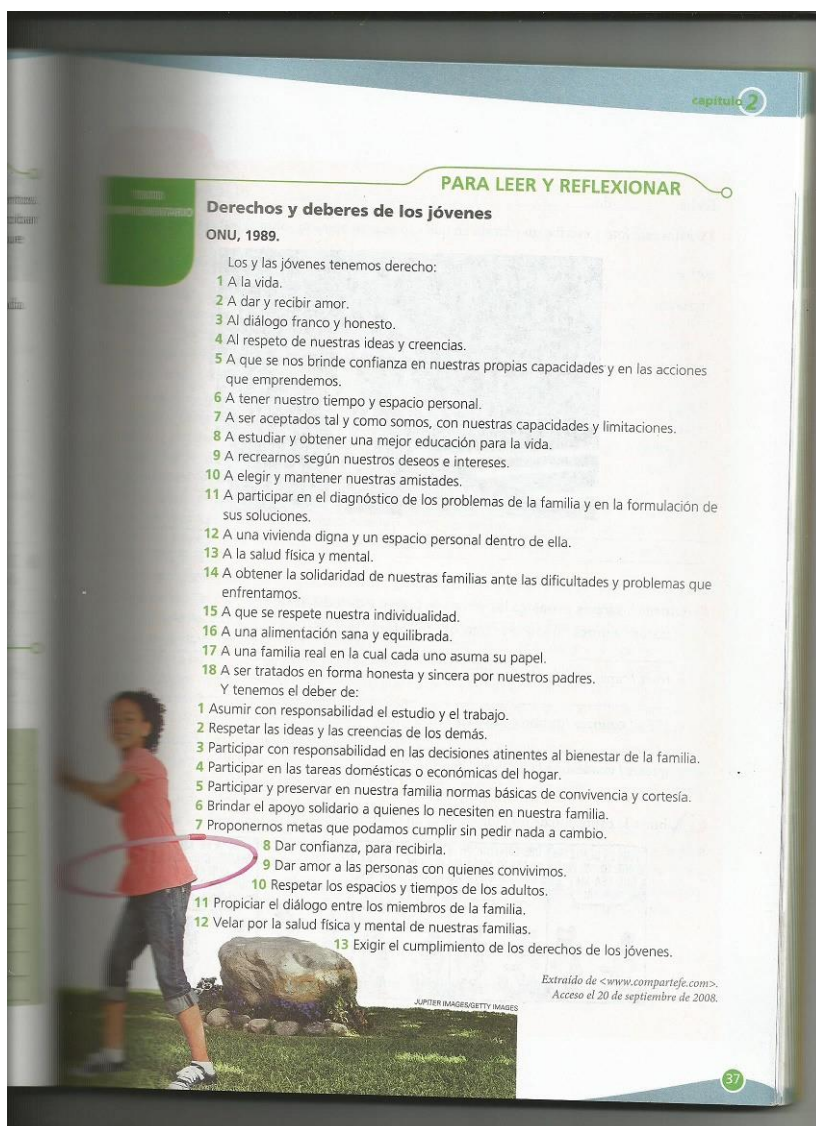 capítulo 2
PARA LEER Y REFLEXIONAR
Derechos y deberes de los jóvenes
ONU, 1989.
Los y las jóvenes tenemos derecho:
1 A la vida.
2 A dar y recibir amor.
3 Al diálogo franco y honesto.
4 Al respeto de nuestras ideas y creencias.
5 A que se nos brinde confianza en nuestras propias capacidades y en las acciones
que emprendemos.
6 A tener nuestro tiempo y espacio personal.
7 A ser aceptados tal y como somos, con nuestras capacidades y limitaciones.
8 A estudiar y obtener una mejor educación para la vida.
9 A recrearnos según nuestros deseos e intereses.
10 A elegir y mantener nuestras amistades.
11 A participar en el diagnóstico de los problemas de la familia y en la formulación de
sus soluciones.
12 A una vivienda digna y un espacio personal dentro de ella.
13 A la salud física y mental.
14 A obtener la solidaridad de nuestras familias ante las dificultades y problemas que
enfrentamos.
15 A que se respete nuestra individualidad.
16 A una alimentación sana y equilibrada.
17 A una familia real en la cual cada uno asuma su papel.
18 A ser tratados en forma honesta y sincera por nuestros padres.
Y tenemos el deber de:
1 Asumir con responsabilidad el estudio y el trabajo.
2 Respetar las ideas y las creencias de los demás.
3 Participar con responsabilidad en las decisiones atinentes al bienestar de la familia.
4 Participar en las tareas domésticas o económicas del hogar.
5 Participar y preservar en nuestra familia normas básicas de convivencia y cortesía.
6 Brindar el apoyo solidario a quienes lo necesiten en nuestra familia.
7 Proponernos metas que podamos cumplir sin pedir nada a cambio.
8 Dar confianza, para recibirla.
9 Dar amor a las personas con quienes convivimos.
10 Respetar los espacios y tiempos de los adultos.
11 Propiciar el diálogo entre los miembros de la familia.
12 Velar por la salud física y mental de nuestras familias.
13 Exigir el cumplimiento de los derechos de los jóvenes.
Extraído de <www.compartefe.com>.
Acceso el 20 de septiembre de 2008.
JUPITER IMAGES/GETTY IMAGES
37